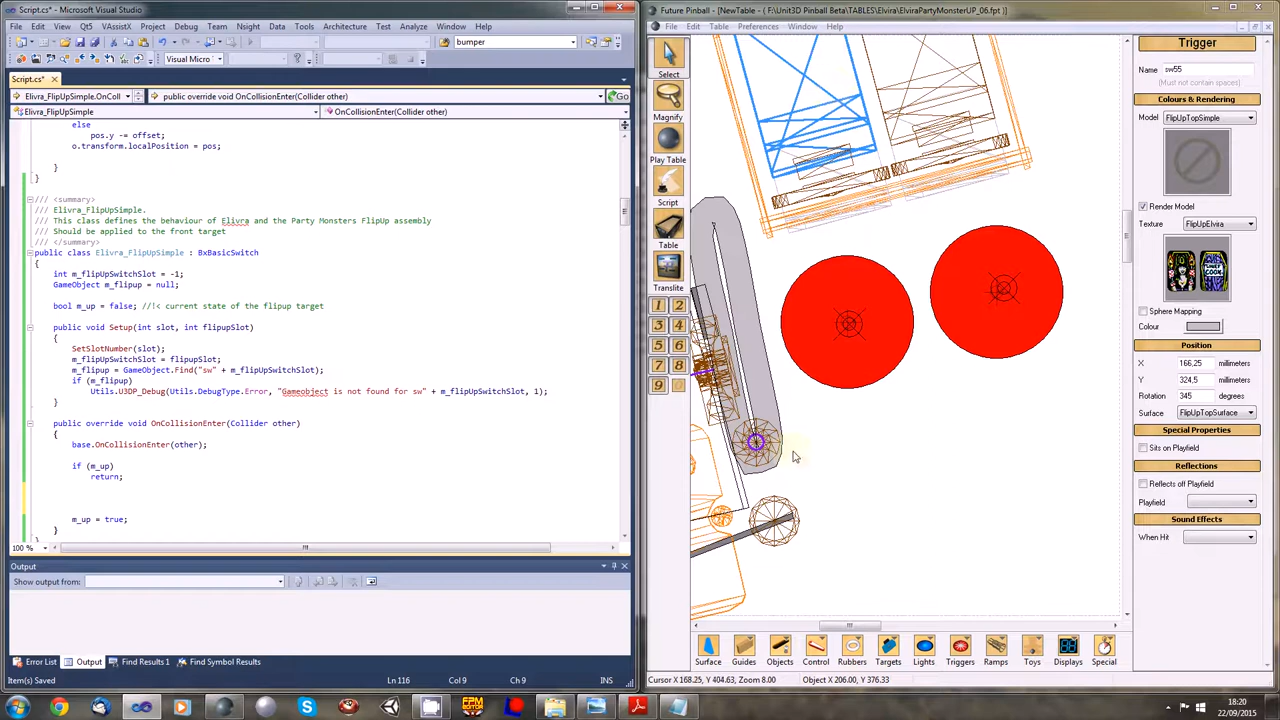 Script.cs* - Microsoft Visual Studio
File Edit View VAssistX Project Debug Team Nsight Data Tools Architecture Test Analyze Window Help
Qt5
bumper
Visual Micro
Script.cs*
Elivra_FlipUpSimple.OnColl
public override void OnCollisionEnter(Collider other)
Go
Elivra_FlipUpSimple
OnCollisionEnter(Collider other)
else
pos.y -= offset;
o.transform.localPosition = pos;
}
}
/// <summary>
/// Elivra_FlipUpSimple.
/// This class defines the behaviour of Elivra and the Party Monsters FlipUp assembly
/// Should be applied to the front target
/// </summary>
public class Elivra_FlipUpSimple : BxBasicSwitch
{
int m_flipUpSwitchSlot = -1;
GameObject m_flipup = null;
bool m_up = false; //!< current state of the flipup target
public void Setup(int slot, int flipupSlot)
{
SetSlotNumber(slot);
m_flipUpSwitchSlot = flipupSlot;
m_flipup = GameObject.Find("sw" + m_flipUpSwitchSlot);
if (m_flipup)
Utils.U3DP_Debug(Utils.DebugType.Error, "Gameobject is not found for sw" + m_flipUpSwitchSlot, 1);
}
public override void OnCollisionEnter(Collider other)
{
base.OnCollisionEnter(other);
if (m_up)
return;
m_up = true;
}
100 %
Output
Show output from:
Error List Output Find Results 1 Find Symbol Results
Item(s) Saved Ln 116 Col 9 Ch 9 INS
Future Pinball - [NewTable - ( F:\Unit3D Pinball Beta\TABLES\Elvira\ElviraPartyMonsterUP_06.fpt )]
File Edit Table Preferences Window Help
Select
Magnify
Play Table
Script
Table
Translite
1 2
3 4
5 6
7 8
9 0
Trigger
Name sw55
(Must not contain spaces)
Colours & Rendering
Model FlipUpTopSimple
Render Model
Texture FlipUpElvira
Sphere Mapping
Colour
Position
X 166,25 millimeters
Y 324,5 millimeters
Rotation 345 degrees
Surface FlipUpTopSurface
Special Properties
Sits on Playfield
Reflections
Reflects off Playfield
Playfield
Sound Effects
When Hit
Surface Guides Objects Control Rubbers Targets Lights Triggers Ramps Toys Displays Special
Cursor X 168.25, Y 404.63, Zoom 8.00 Object X 206.00, Y 376.33
18:20
22/09/2015